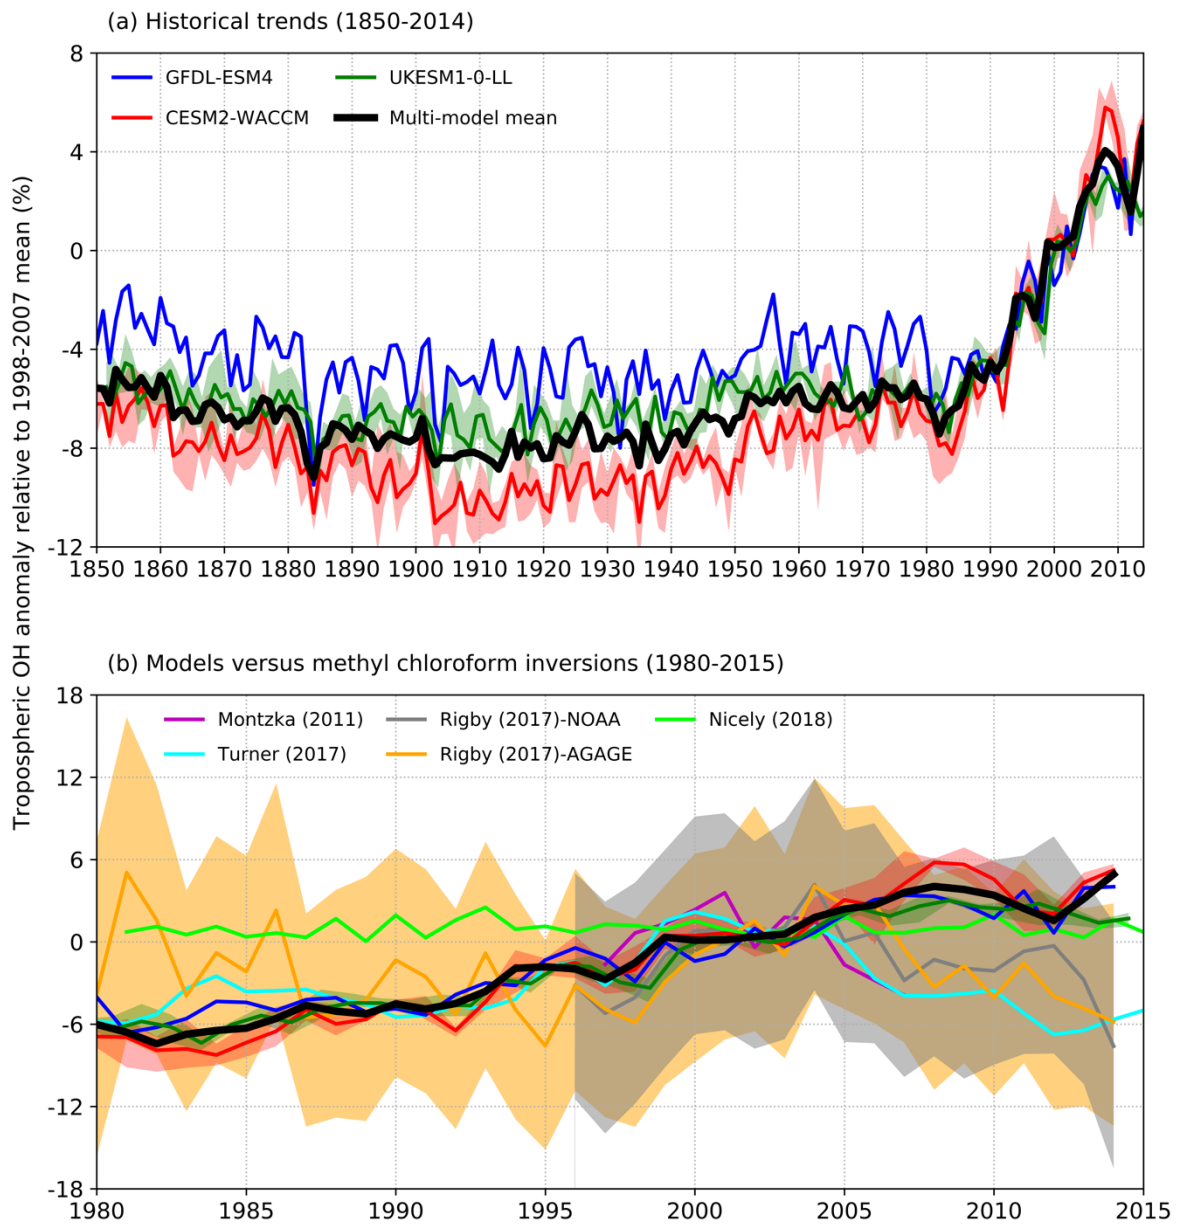 (a) Historical trends (1850-2014)
8
4
0
-4
-8
-12
GFDL-ESM4
UKESM1-0-LL
CESM2-WACCM
Multi-model mean
1850 1860 1870 1880 1890 1900 1910 1920 1930 1940 1950 1960 1970 1980 1990 2000 2010
Tropospheric OH anomaly relative to 1998-2007 mean (%)
(b) Models versus methyl chloroform inversions (1980-2015)
18
12
6
0
-6
-12
-18
Montzka (2011)
Rigby (2017)-NOAA
Nicely (2018)
Turner (2017)
Rigby (2017)-AGAGE
1980 1985 1990 1995 2000 2005 2010 2015